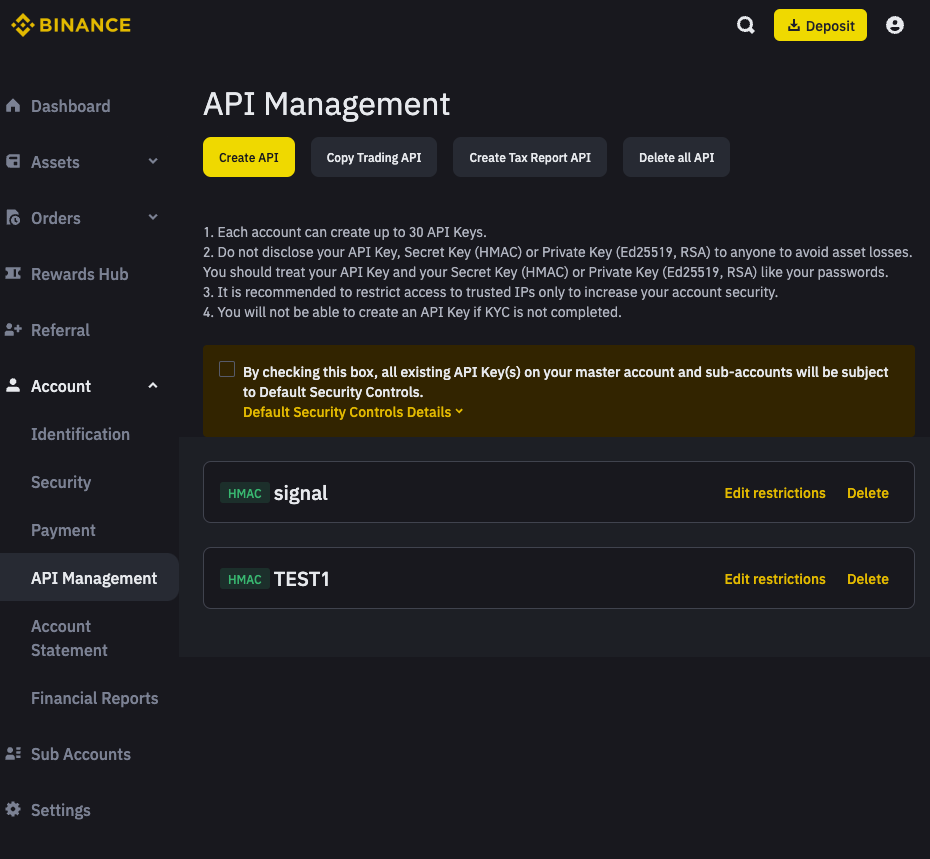 BINANCE
Deposit
Dashboard
Assets
Orders
Rewards Hub
Referral
Account
Identification
Security
Payment
API Management
Account
Statement
Financial Reports
Sub Accounts
Settings
API Management
Create API
Copy Trading API
Create Tax Report API
Delete all API
1. Each account can create up to 30 API Keys.
2. Do not disclose your API Key, Secret Key (HMAC) or Private Key (Ed25519, RSA) to anyone to avoid asset losses.
You should treat your API Key and your Secret Key (HMAC) or Private Key (Ed25519, RSA) like your passwords.
3. It is recommended to restrict access to trusted IPs only to increase your account security.
4. You will not be able to create an API Key if KYC is not completed.
By checking this box, all existing API Key(s) on your master account and sub-accounts will be subject
to Default Security Controls.
Default Security Controls Details
HMAC signal
Edit restrictions
Delete
HMAC TEST1
Edit restrictions
Delete